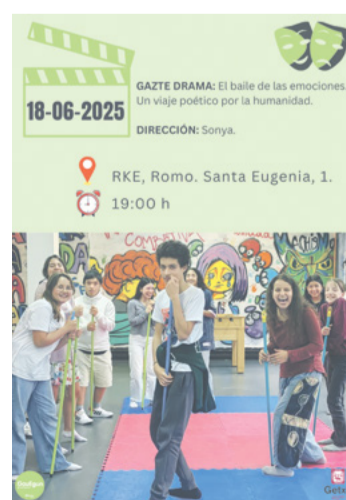 GAZTE DRAMA: El baile de las emociones.
Un viaje poético por la humanidad.
18-06-2025
DIRECCIÓN: Sonya.
RKE, Romo. Santa Eugenia, 1.
19:00 h
COMBATIVA